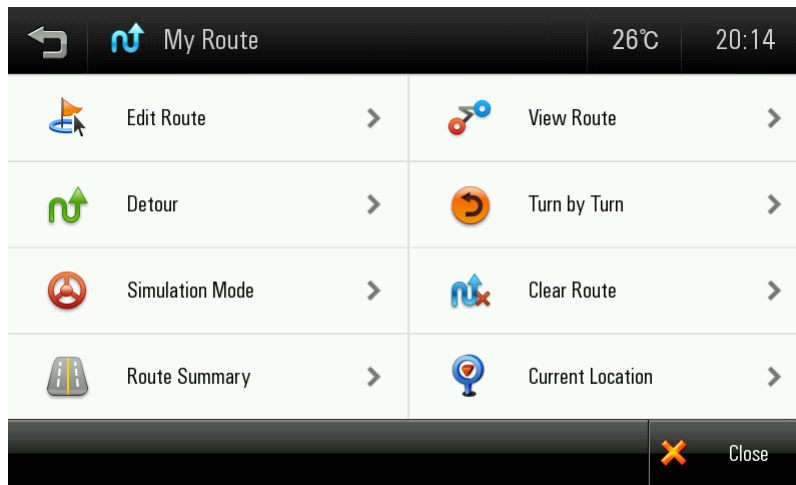 My Route 26℃ 20:14
Edit Route View Route
Detour Turn by Turn
Simulation Mode Clear Route
Route Summary Current Location
Close